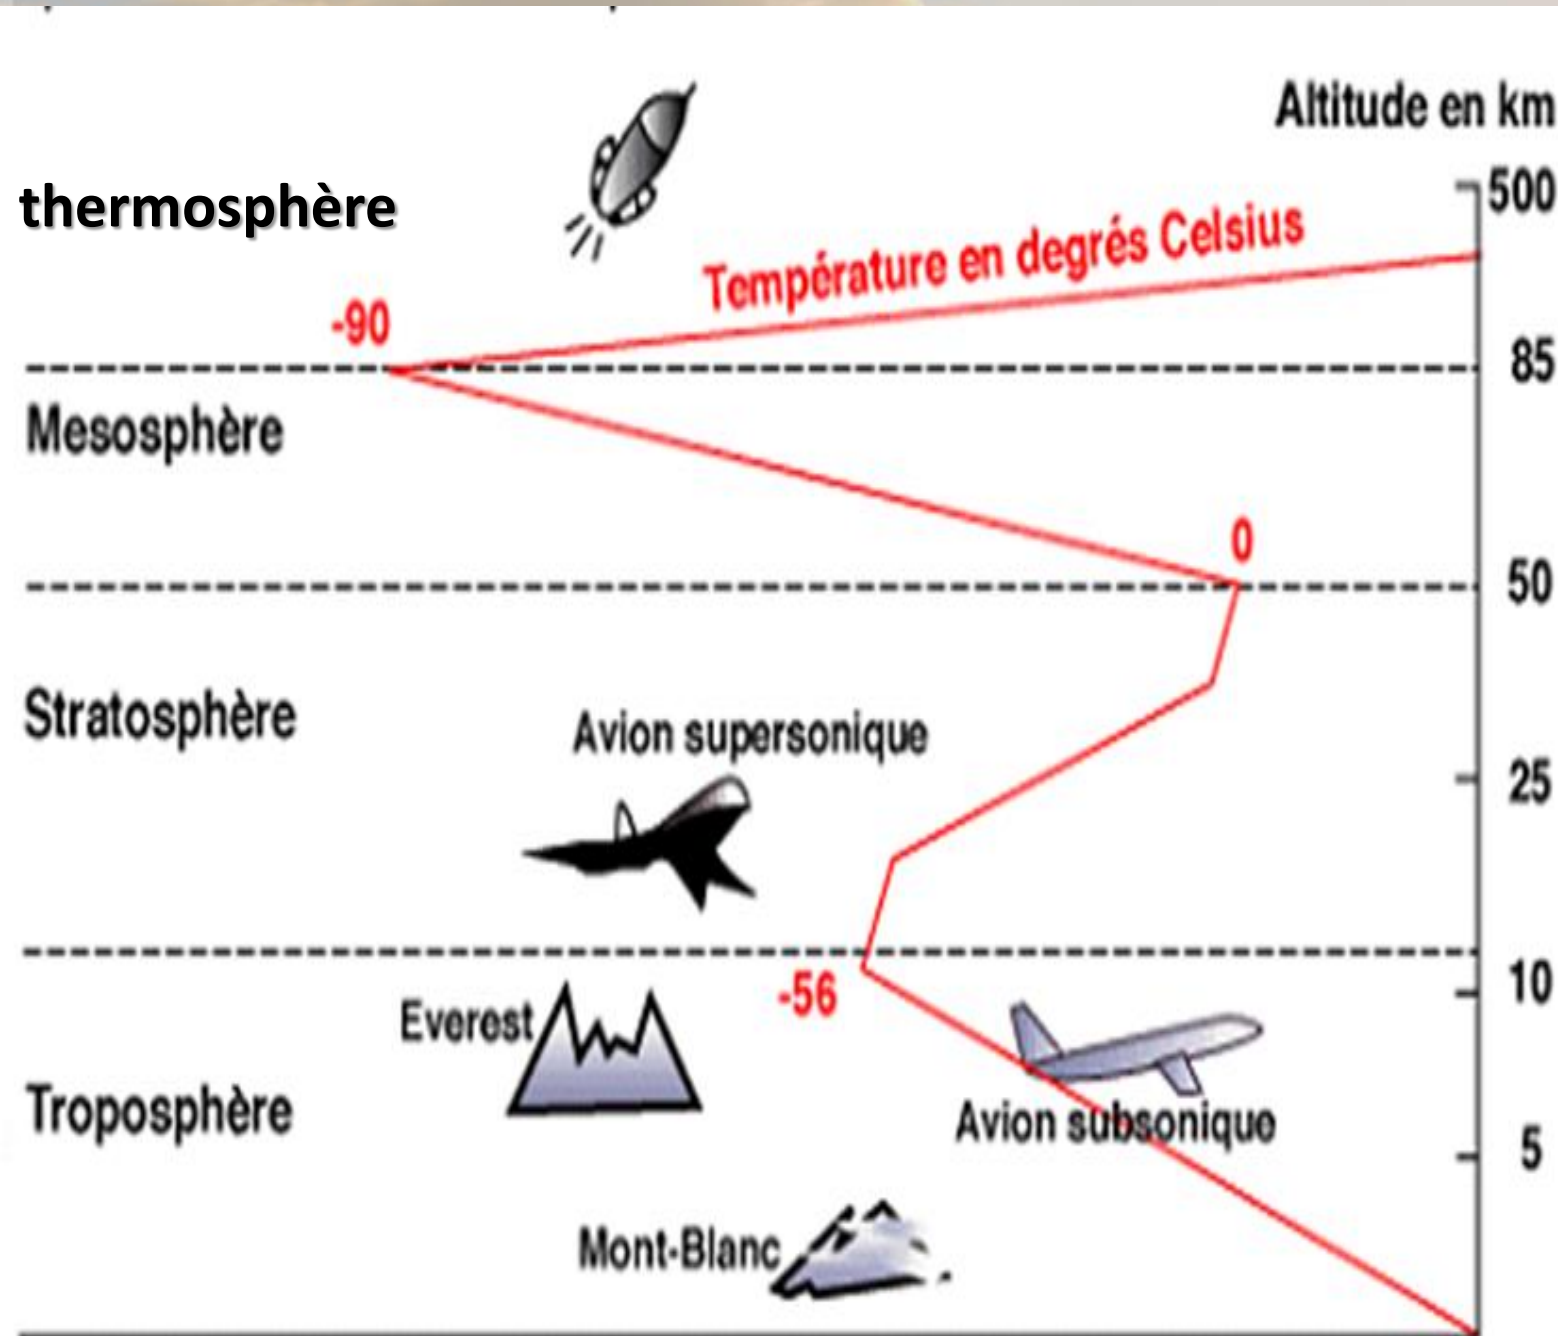 Altitude en km
500
thermosphère
Température en degrés Celsius
-90
85
Mesosphère
0
50
Stratosphère
Avion supersonique
25
-56
10
Everest
Troposphère
Avion subsonique
5
Mont-Blanc